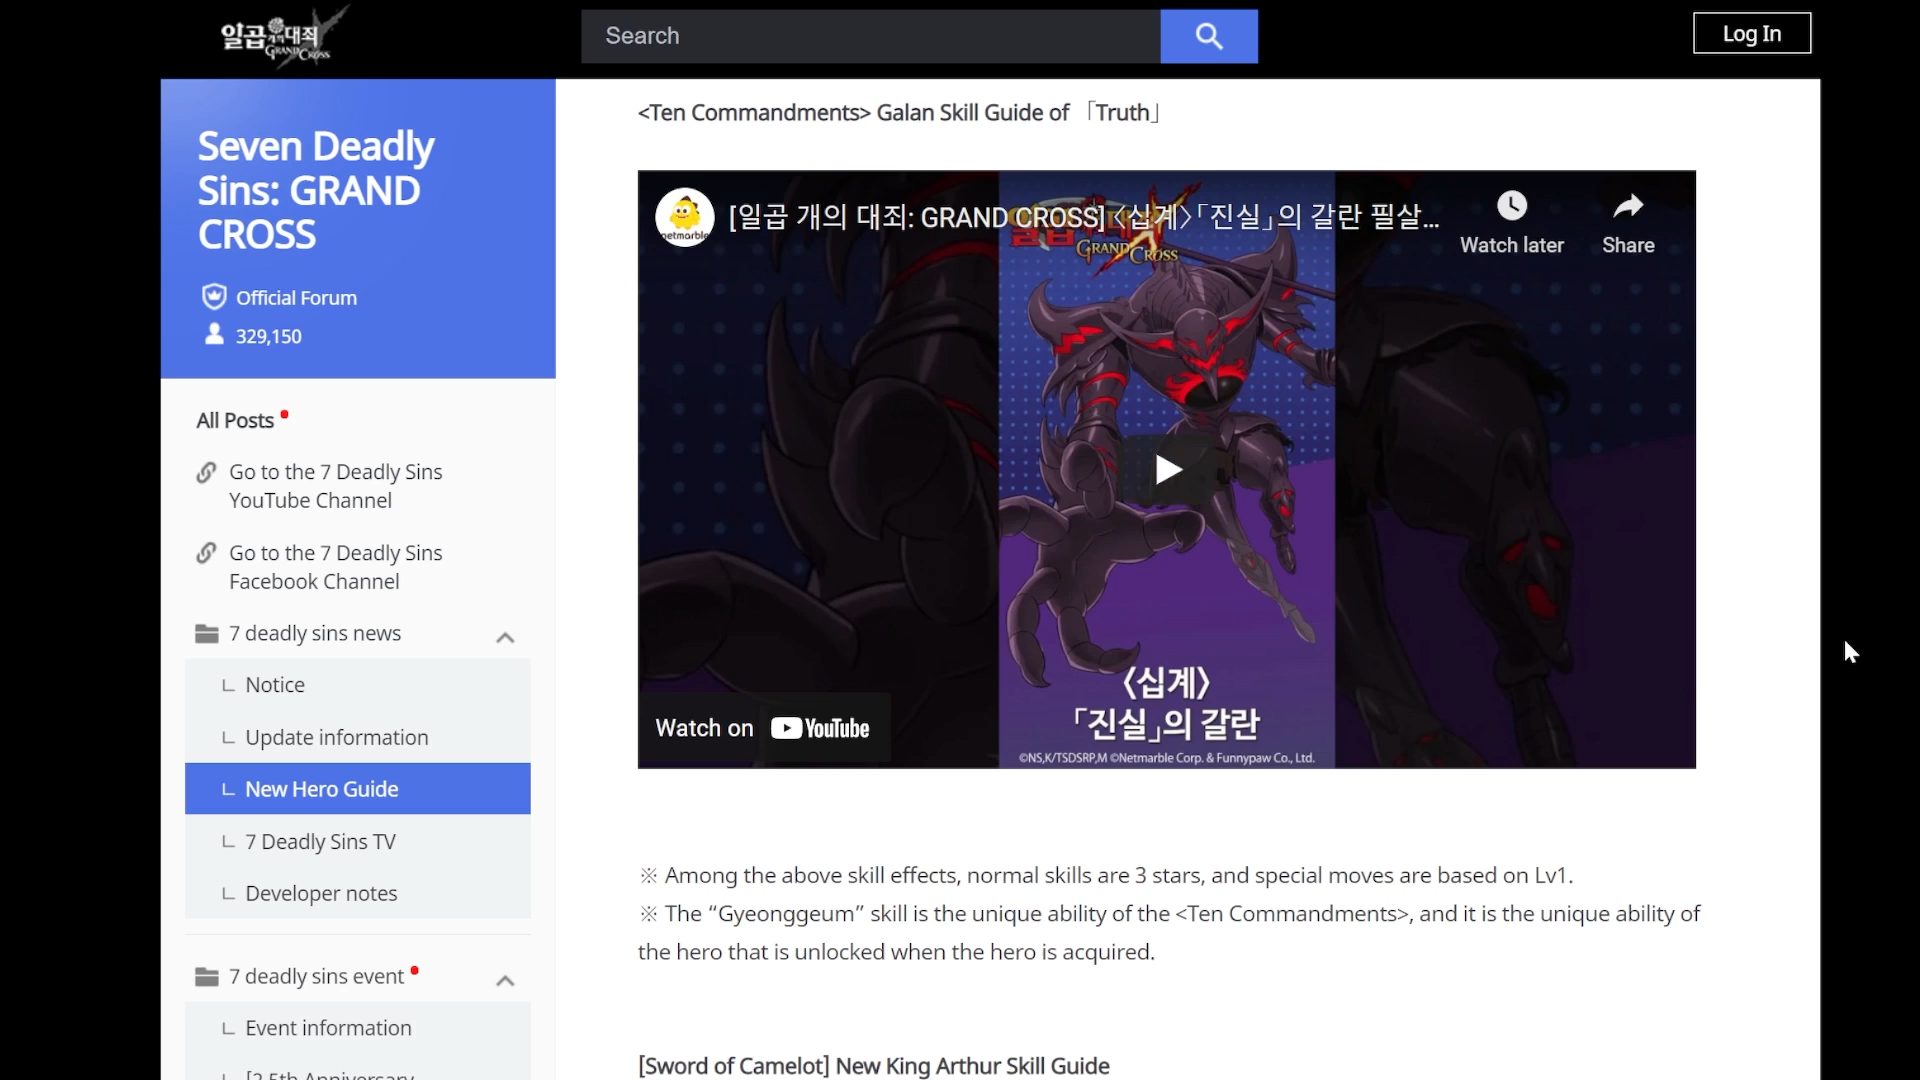 일곱 개의 대죄
GRAND CROSS
Search
Log In
Seven Deadly
Sins: GRAND
CROSS
Official Forum
329,150
All Posts
Go to the 7 Deadly Sins
YouTube Channel
Go to the 7 Deadly Sins
Facebook Channel
7 deadly sins news
Notice
Update information
New Hero Guide
7 Deadly Sins TV
Developer notes
7 deadly sins event
Event information
[2.5th Anniversary
<Ten Commandments> Galan Skill Guide of 「Truth」
netmarble
[일곱 개의 대죄: GRAND CROSS] 〈십계〉「진실」의 갈란 필살...
Watch later
Share
GRAND CROSS
〈십계〉
「진실」의 갈란
©NS,K/TSDSRP,M ©Netmarble Corp. & Funnypaw Co., Ltd.
Watch on YouTube
※ Among the above skill effects, normal skills are 3 stars, and special moves are based on Lv1.
※ The “Gyeonggeum” skill is the unique ability of the <Ten Commandments>, and it is the unique ability of
the hero that is unlocked when the hero is acquired.
[Sword of Camelot] New King Arthur Skill Guide